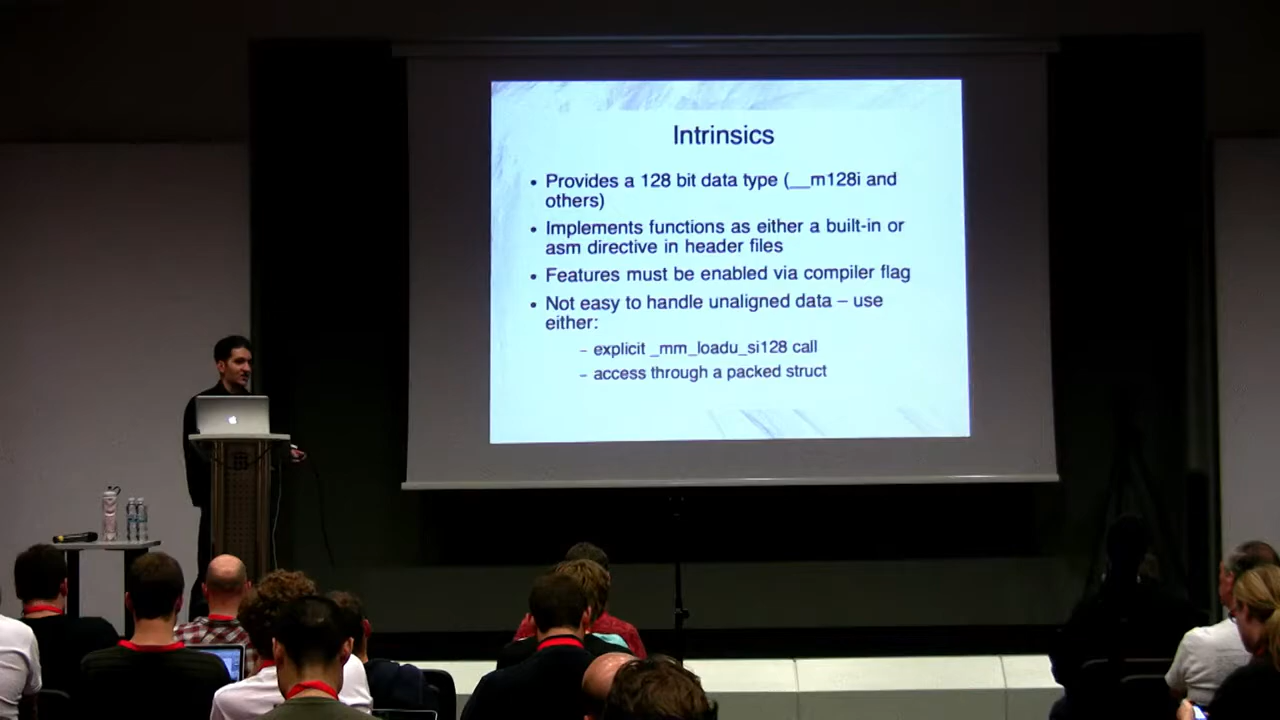 Intrinsics
• Provides a 128 bit data type (__m128i and
others)
• Implements functions as either a built-in or
asm directive in header files
• Features must be enabled via compiler flag
• Not easy to handle unaligned data – use
either:
– explicit _mm_loadu_si128 call
– access through a packed struct